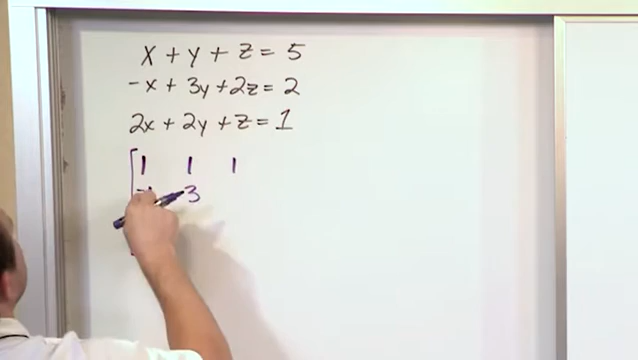 x + y + z = 5
-x + 3y + 2z = 2
2x + 2y + z = 1
1 1 1
3